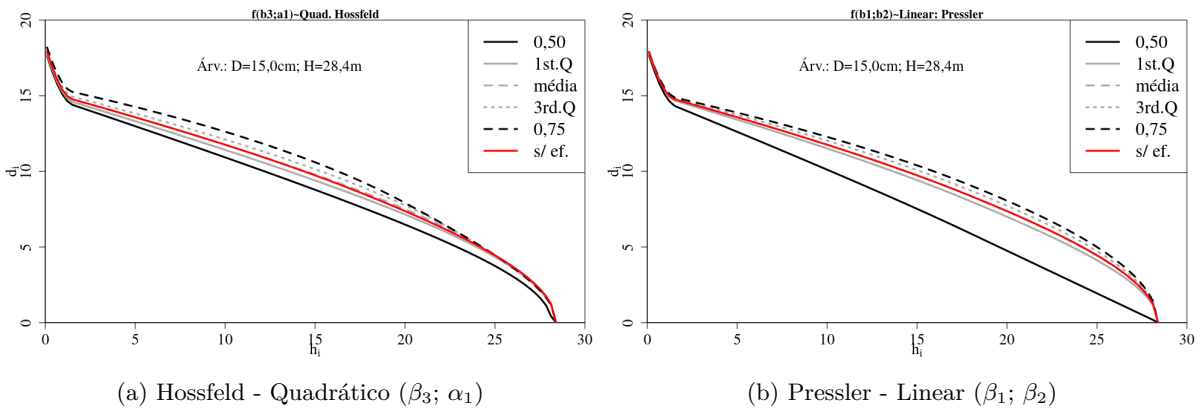 f(b3;a1)~Quad. Hossfeld
Árv.: D=15,0cm; H=28,4m
0,50
1st.Q
média
3rd.Q
0,75
s/ ef.
20
15
10
5
0
d_i
0 5 10 15 20 25 30
h_i
(a) Hossfeld - Quadrático (β₃; α₁)
f(b1;b2)~Linear: Pressler
Árv.: D=15,0cm; H=28,4m
0,50
1st.Q
média
3rd.Q
0,75
s/ ef.
20
15
10
5
0
d_i
0 5 10 15 20 25 30
h_i
(b) Pressler - Linear (β₁; β₂)